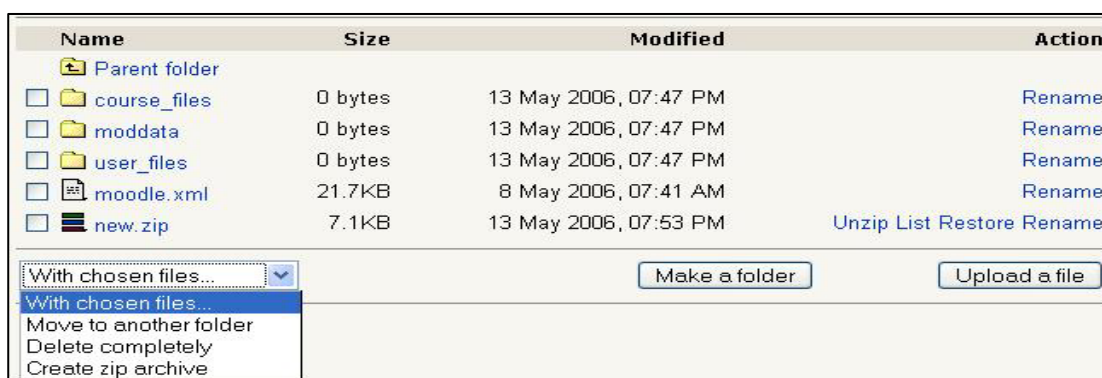 Name Size Modified Action
Parent folder
course_files 0 bytes 13 May 2006, 07:47 PM Rename
moddata 0 bytes 13 May 2006, 07:47 PM Rename
user_files 0 bytes 13 May 2006, 07:47 PM Rename
moodle.xml 21.7KB 8 May 2006, 07:41 AM Rename
new.zip 7.1KB 13 May 2006, 07:53 PM Unzip List Restore Rename
With chosen files... Make a folder Upload a file
With chosen files...
Move to another folder
Delete completely
Create zip archive